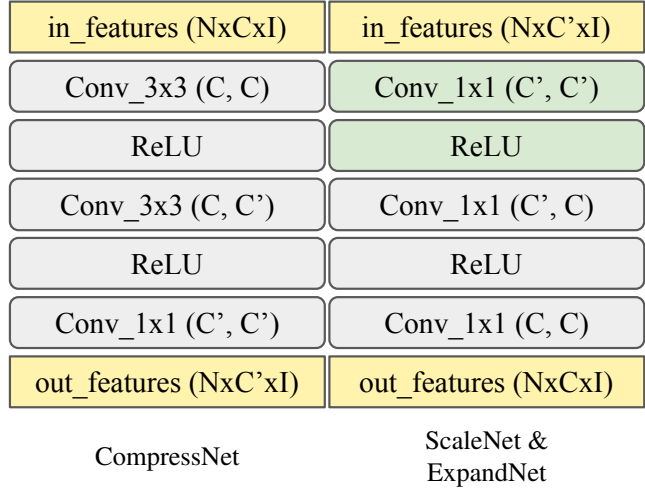 in_features (NxCxI)
in_features (NxC’xI)
Conv_3x3 (C, C)
Conv_1x1 (C’, C’)
ReLU
ReLU
Conv_3x3 (C, C’)
Conv_1x1 (C’, C)
ReLU
ReLU
Conv_1x1 (C’, C’)
Conv_1x1 (C, C)
out_features (NxC’xI)
out_features (NxCxI)
CompressNet
ScaleNet &
ExpandNet